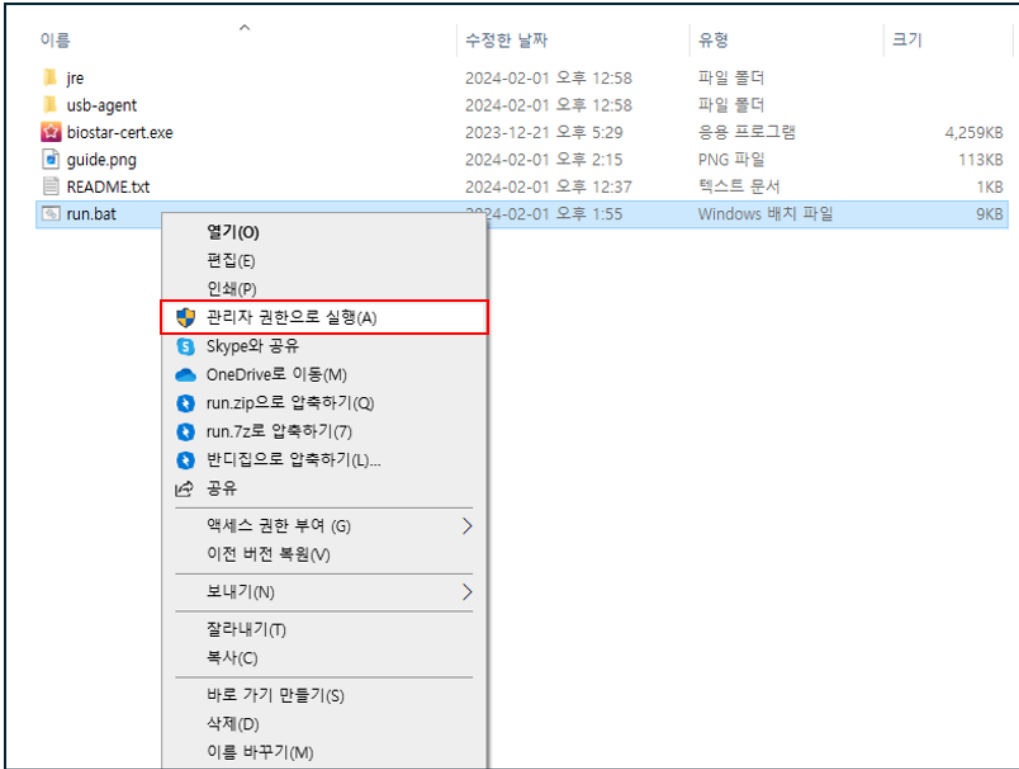 이름 수정한 날짜 유형 크기
jre 2024-02-01 오후 12:58 파일 폴더
usb-agent 2024-02-01 오후 12:58 파일 폴더
biostar-cert.exe 2023-12-21 오후 5:29 응용 프로그램 4,259KB
guide.png 2024-02-01 오후 2:15 PNG 파일 113KB
README.txt 2024-02-01 오후 12:37 텍스트 문서 1KB
run.bat 2024-02-01 오후 1:55 Windows 배치 파일 9KB
열기(O)
편집(E)
인쇄(P)
관리자 권한으로 실행(A)
Skype와 공유
OneDrive로 이동(M)
run.zip으로 압축하기(Q)
run.7z로 압축하기(7)
반디집으로 압축하기(L)...
공유
액세스 권한 부여 (G)
이전 버전 복원(V)
보내기(N)
잘라내기(T)
복사(C)
바로 가기 만들기(S)
삭제(D)
이름 바꾸기(M)